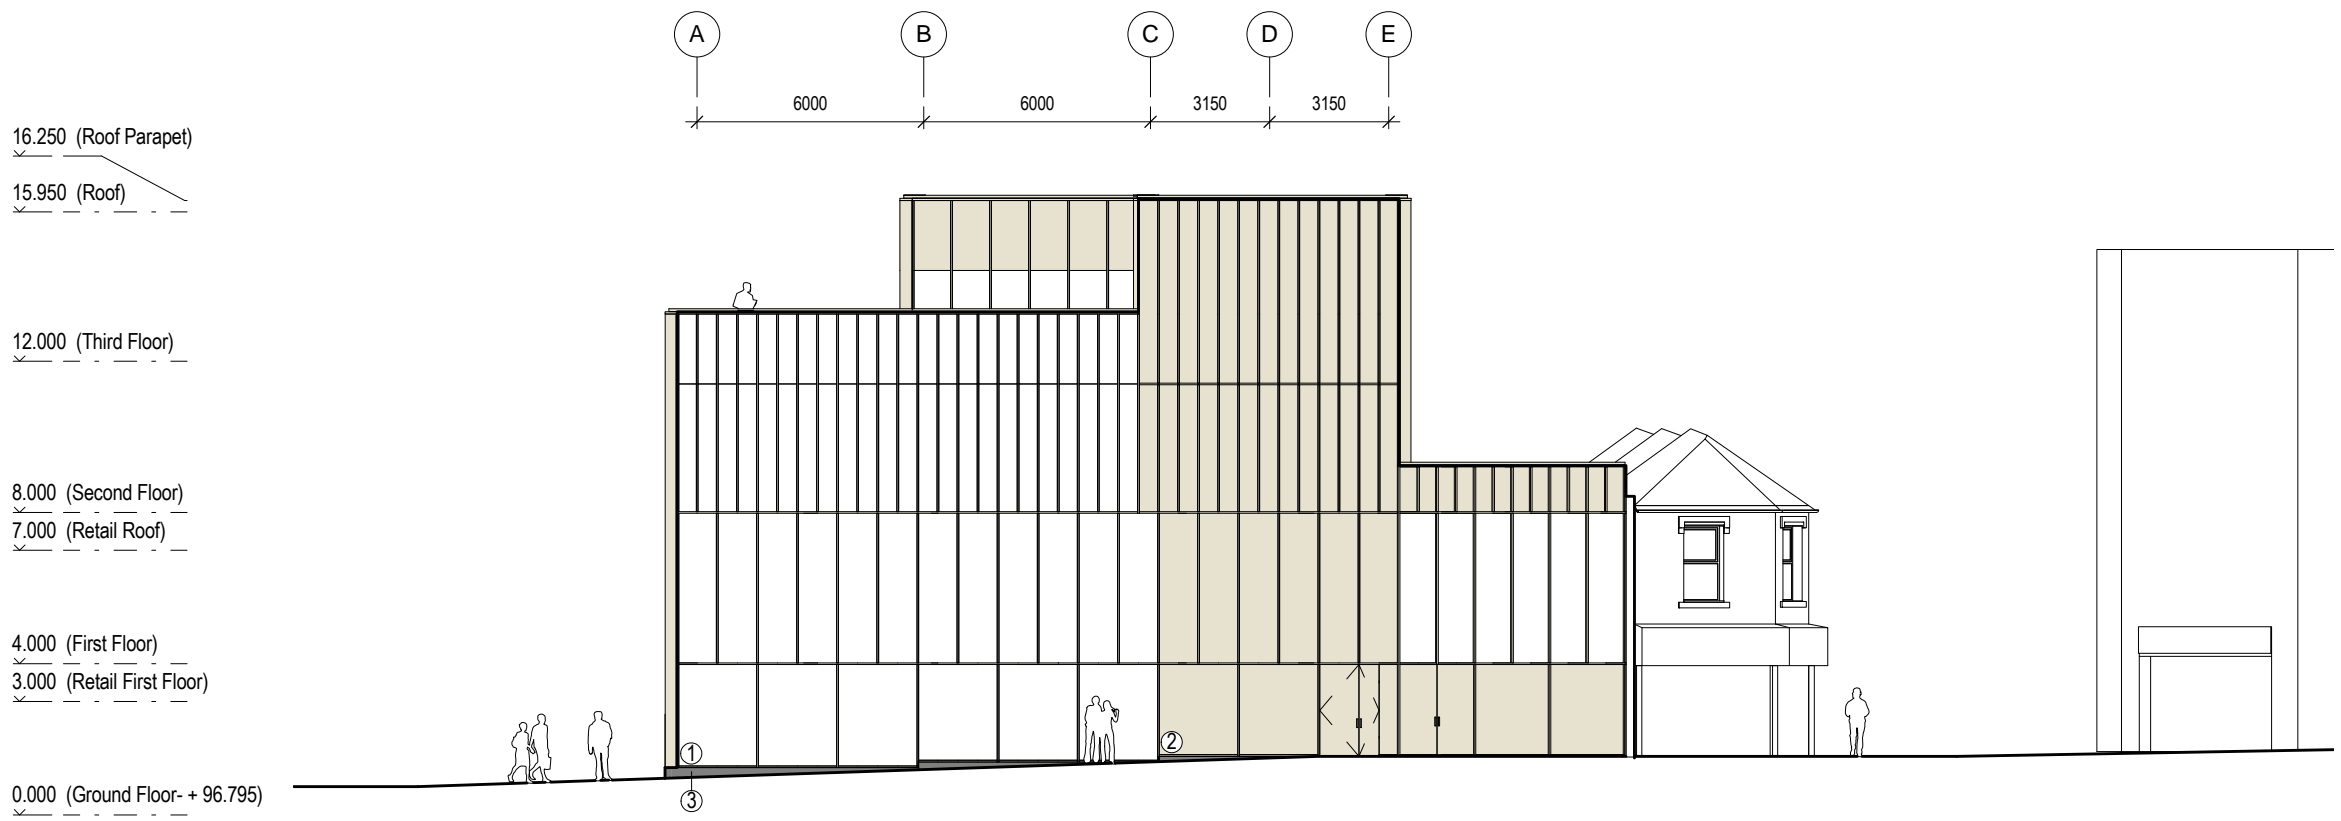 A B C D E
6000 6000 3150 3150
16.250 (Roof Parapet)
15.950 (Roof)
12.000 (Third Floor)
8.000 (Second Floor)
7.000 (Retail Roof)
4.000 (First Floor)
3.000 (Retail First Floor)
1 2
3
0.000 (Ground Floor- + 96.795)